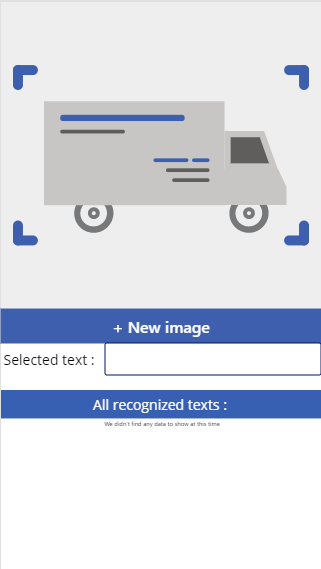 + New image
Selected text :
All recognized texts :
We didn't find any data to show at this time